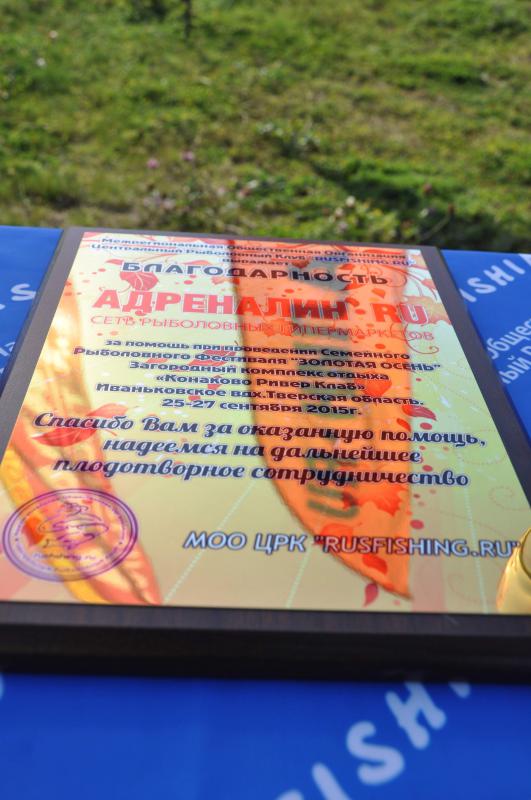 Межрегиональная Общественная Организация
Центральный Рыболовный Клуб "RUSFISHING.RU"
выражает
БЛАГОДАРНОСТЬ
АДРЕНАЛИН RU
СЕТЬ РЫБОЛОВНЫХ ГИПЕРМАРКЕТОВ
за помощь при проведении Семейного
Рыболовного Фестиваля "ЗОЛОТАЯ ОСЕНЬ"
Загородный комплекс отдыха
«Конаково Ривер Клаб»
Иваньковское вдх.Тверская область.
25-27 сентября 2015г.
Спасибо Вам за оказанную помощь,
надеемся на дальнейшее
плодотворное сотрудничество
МОО ЦРК "RUSFISHING.RU"